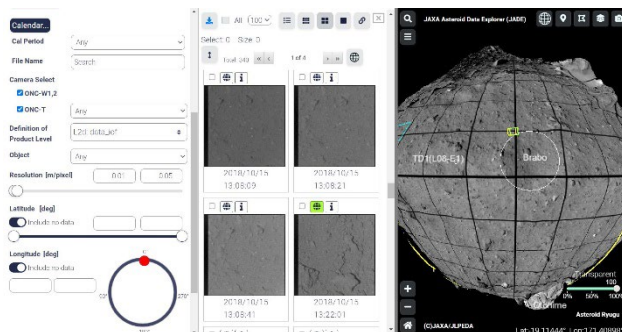 Calendar...
Cal Period
Any
File Name
Search
Camera Select
ONC-W1,2
ONC-T
Any
Definition of
Product Level
L2d: data_iof
Object
Any
Resolution [m/pixel]
0.01
0.05
Latitude [deg]
Include no data
Longitude [deg]
Include no data
All
(100
Select: 0 Size: 0
1 of 4
2018/10/15
13:08:09
2018/10/15
13:08:21
2018/10/15
13:08:41
2018/10/15
13:22:01
JAXA Asteroid Data Explorer (JADE)
TD1(L08-E1)
Brabo
Transparent
100
0%
50%
100%
Asteroid Ryugu
(C)JAXA/JLPEDA